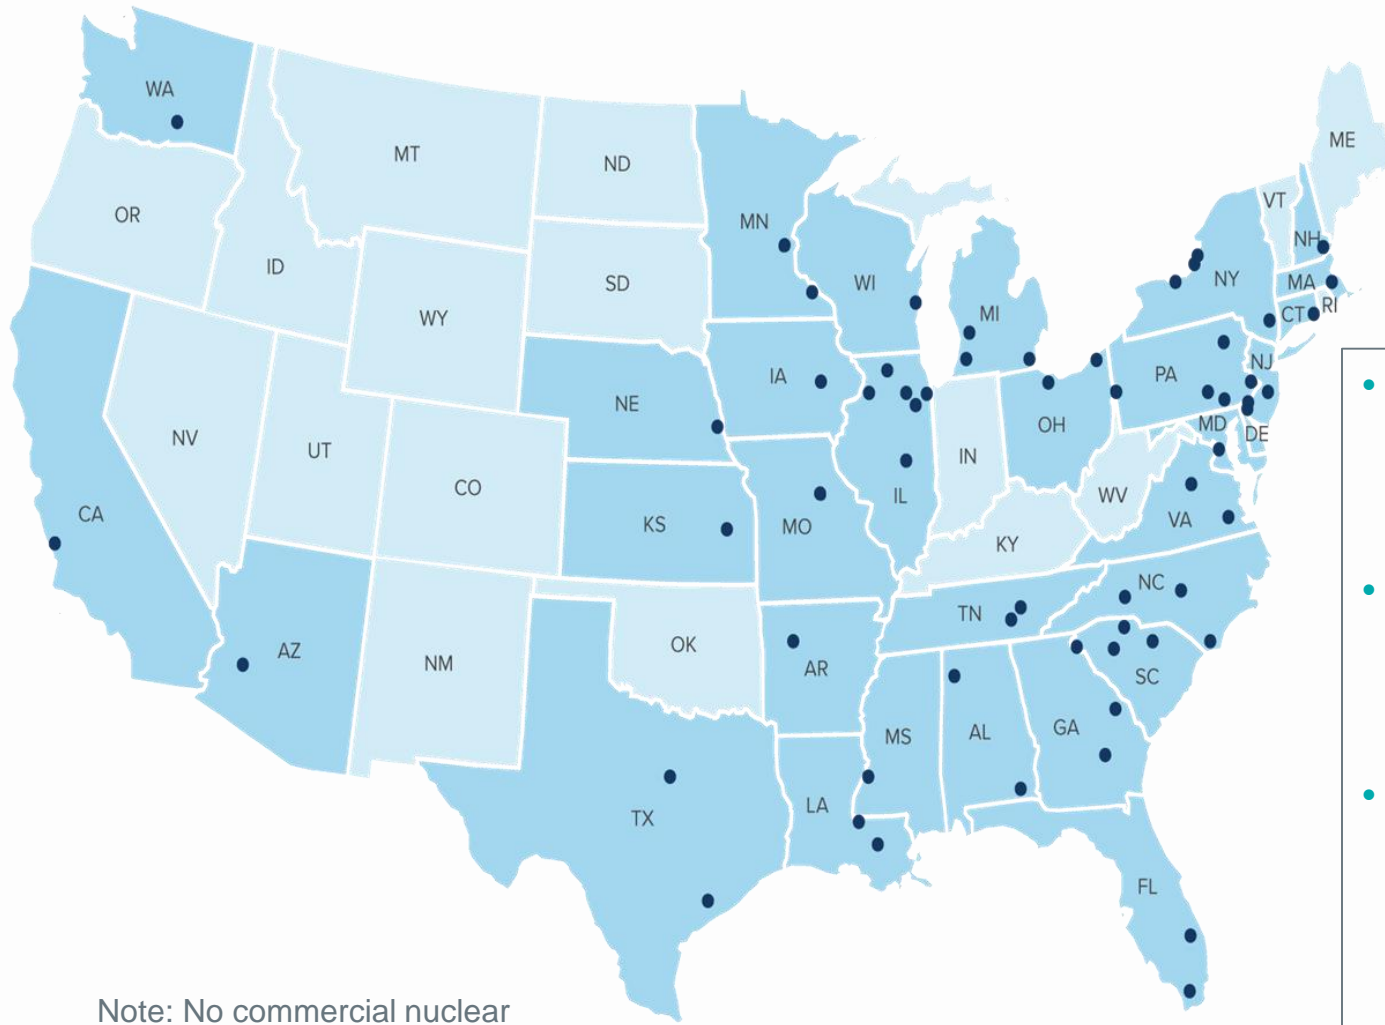 WA
ME
MT
ND
VT
OR
MN
NH
ID
SD
WI
NY
MA
WY
MI
CT
RI
NJ
IA
PA
NE
MD
OH
DE
NV
UT
IN
CO
IL
WV
CA
KS
MO
VA
KY
NC
TN
AZ
NM
OK
AR
SC
MS
AL
GA
LA
TX
FL
Note: No commercial nuclear